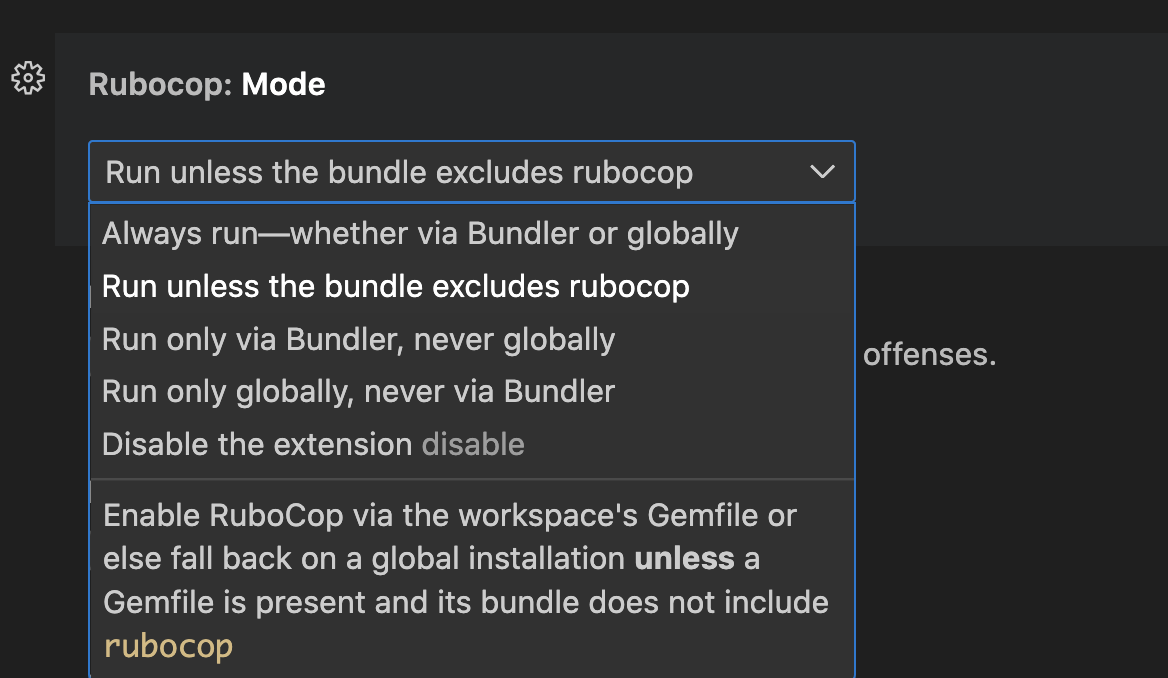 Rubocop: Mode
Run unless the bundle excludes rubocop
Always run—whether via Bundler or globally
Run unless the bundle excludes rubocop
Run only via Bundler, never globally
offenses.
Run only globally, never via Bundler
Disable the extension disable
Enable RuboCop via the workspace's Gemfile or
else fall back on a global installation unless a
Gemfile is present and its bundle does not include
rubocop